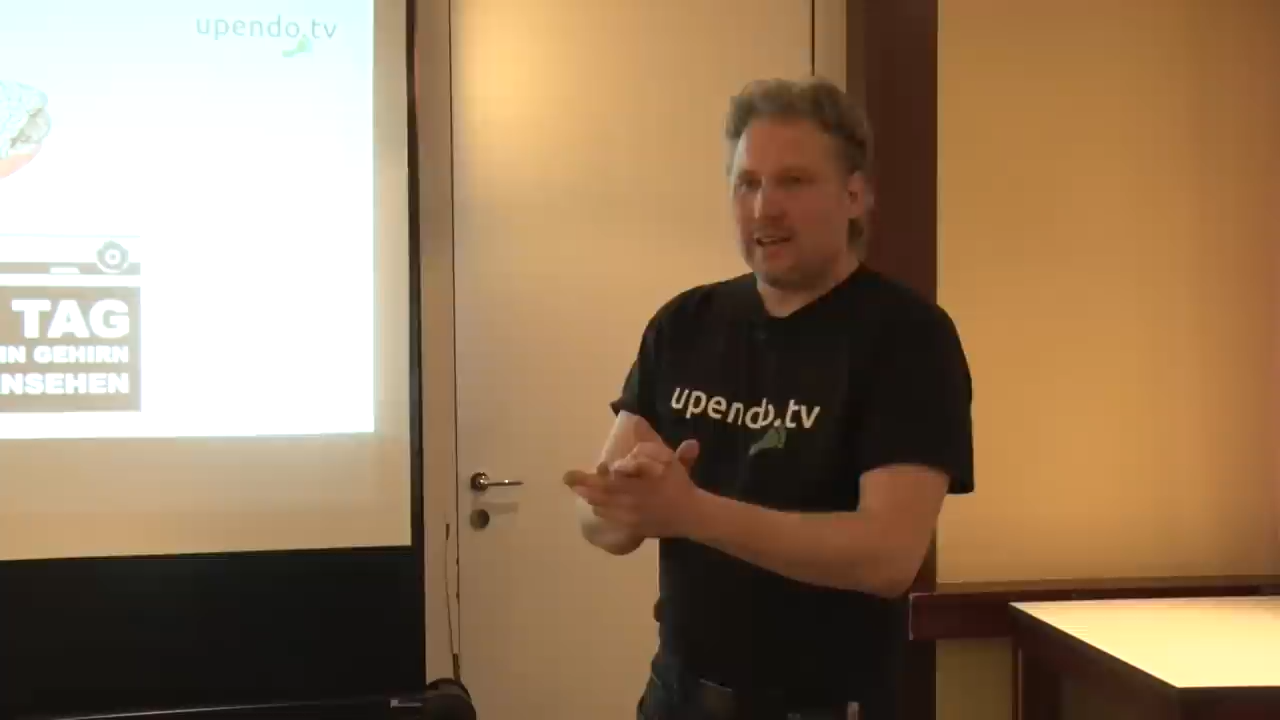 upendo.tv
TAG
IN GEHIRN
NSEHEN
upendo.tv